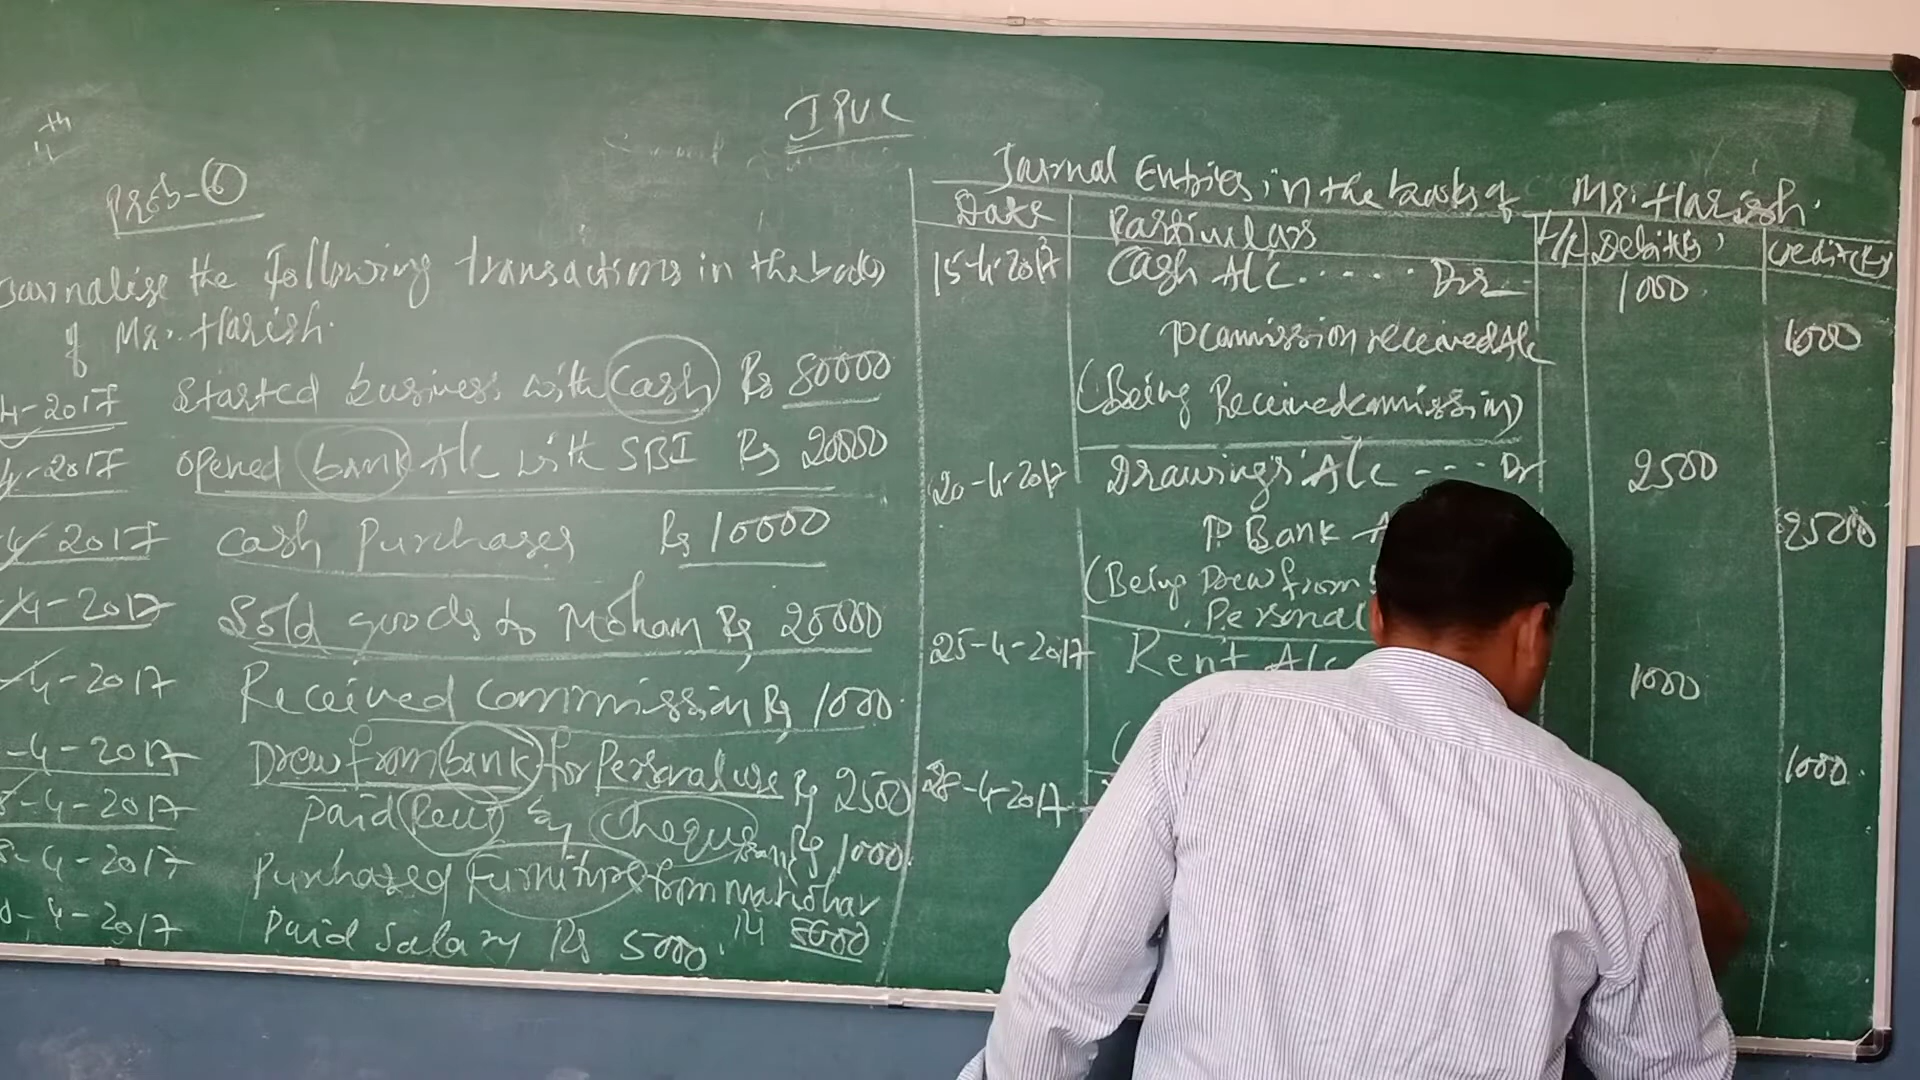 I PUC
Prob-6
Journalise the following transactions in the books
of Mr. Harish.
4-2017 Started business with Cash Rs 80000
4-2017 opened bank A/c with SBI Rs 20000
4-2017 Cash Purchases Rs 10000
4-2017 Sold goods to Mohan Rs 20000
4-2017 Received Commission Rs 1000
-4-2017 Drew from bank for Personal use Rs 2500
-4-2017 Paid Rent by Cheque Rs 1000
8-4-2017 Purchased Furniture from Manohar
8000
4-2017 Paid Salary Rs 5000
Journal Entries in the books of Mr. Harish.
Date Particulars L/F Debit(Rs) Credit(Rs)
15-4-2017 Cash A/c ..... Dr 1000
To commission received A/c 1000
(Being Received commission)
20-4-2017 Drawings A/c --- Dr 2500
To Bank A 2500
(Being Drew from
Personal
25-4-2017 Rent A/c 1000
1000
28-4-2017